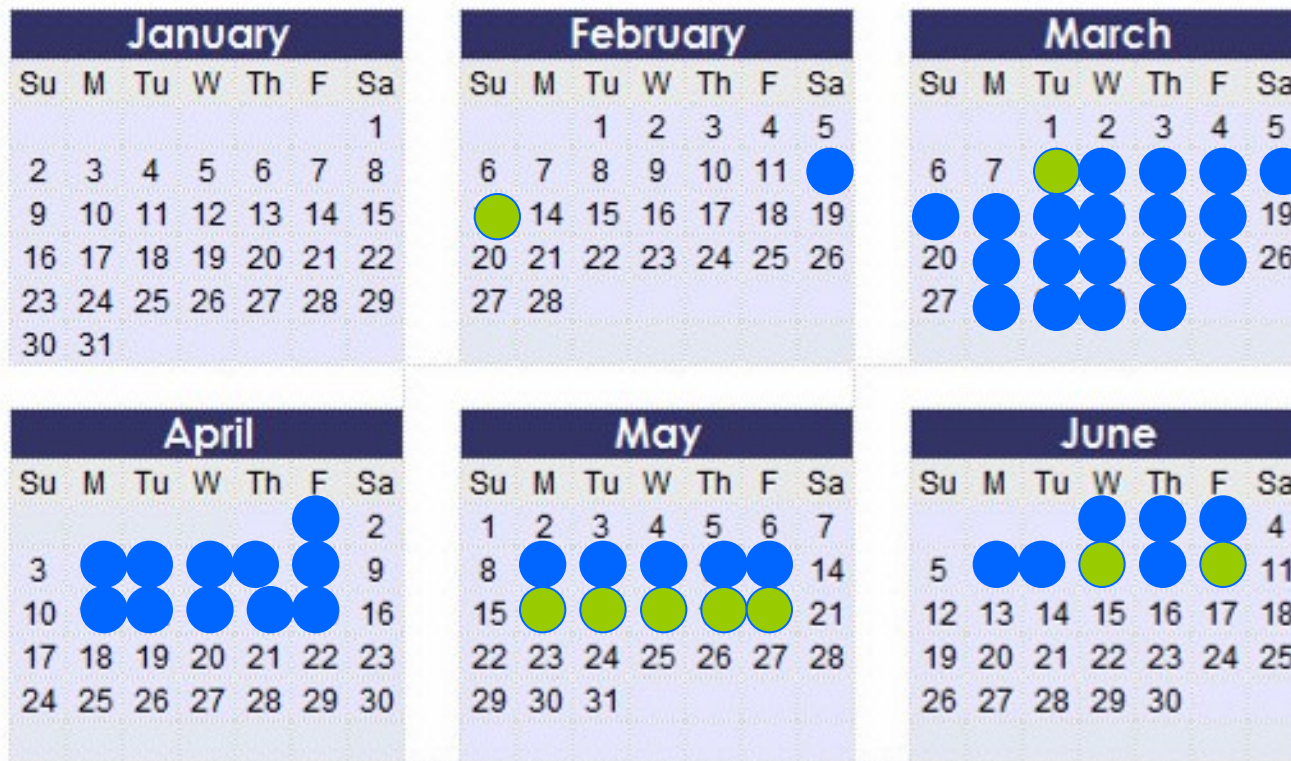 January
Su M Tu W Th F Sa
1
2 3 4 5 6 7 8
9 10 11 12 13 14 15
16 17 18 19 20 21 22
23 24 25 26 27 28 29
30 31
February
Su M Tu W Th F Sa
1 2 3 4 5
6 7 8 9 10 11
14 15 16 17 18 19
20 21 22 23 24 25 26
27 28
March
Su M Tu W Th F Sa
1 2 3 4 5
6 7
19
20 26
27
April
Su M Tu W Th F Sa
2
3 9
10 16
17 18 19 20 21 22 23
24 25 26 27 28 29 30
May
Su M Tu W Th F Sa
1 2 3 4 5 6 7
8 14
15 21
22 23 24 25 26 27 28
29 30 31
June
Su M Tu W Th F Sa
4
5 11
12 13 14 15 16 17 18
19 20 21 22 23 24 25
26 27 28 29 30